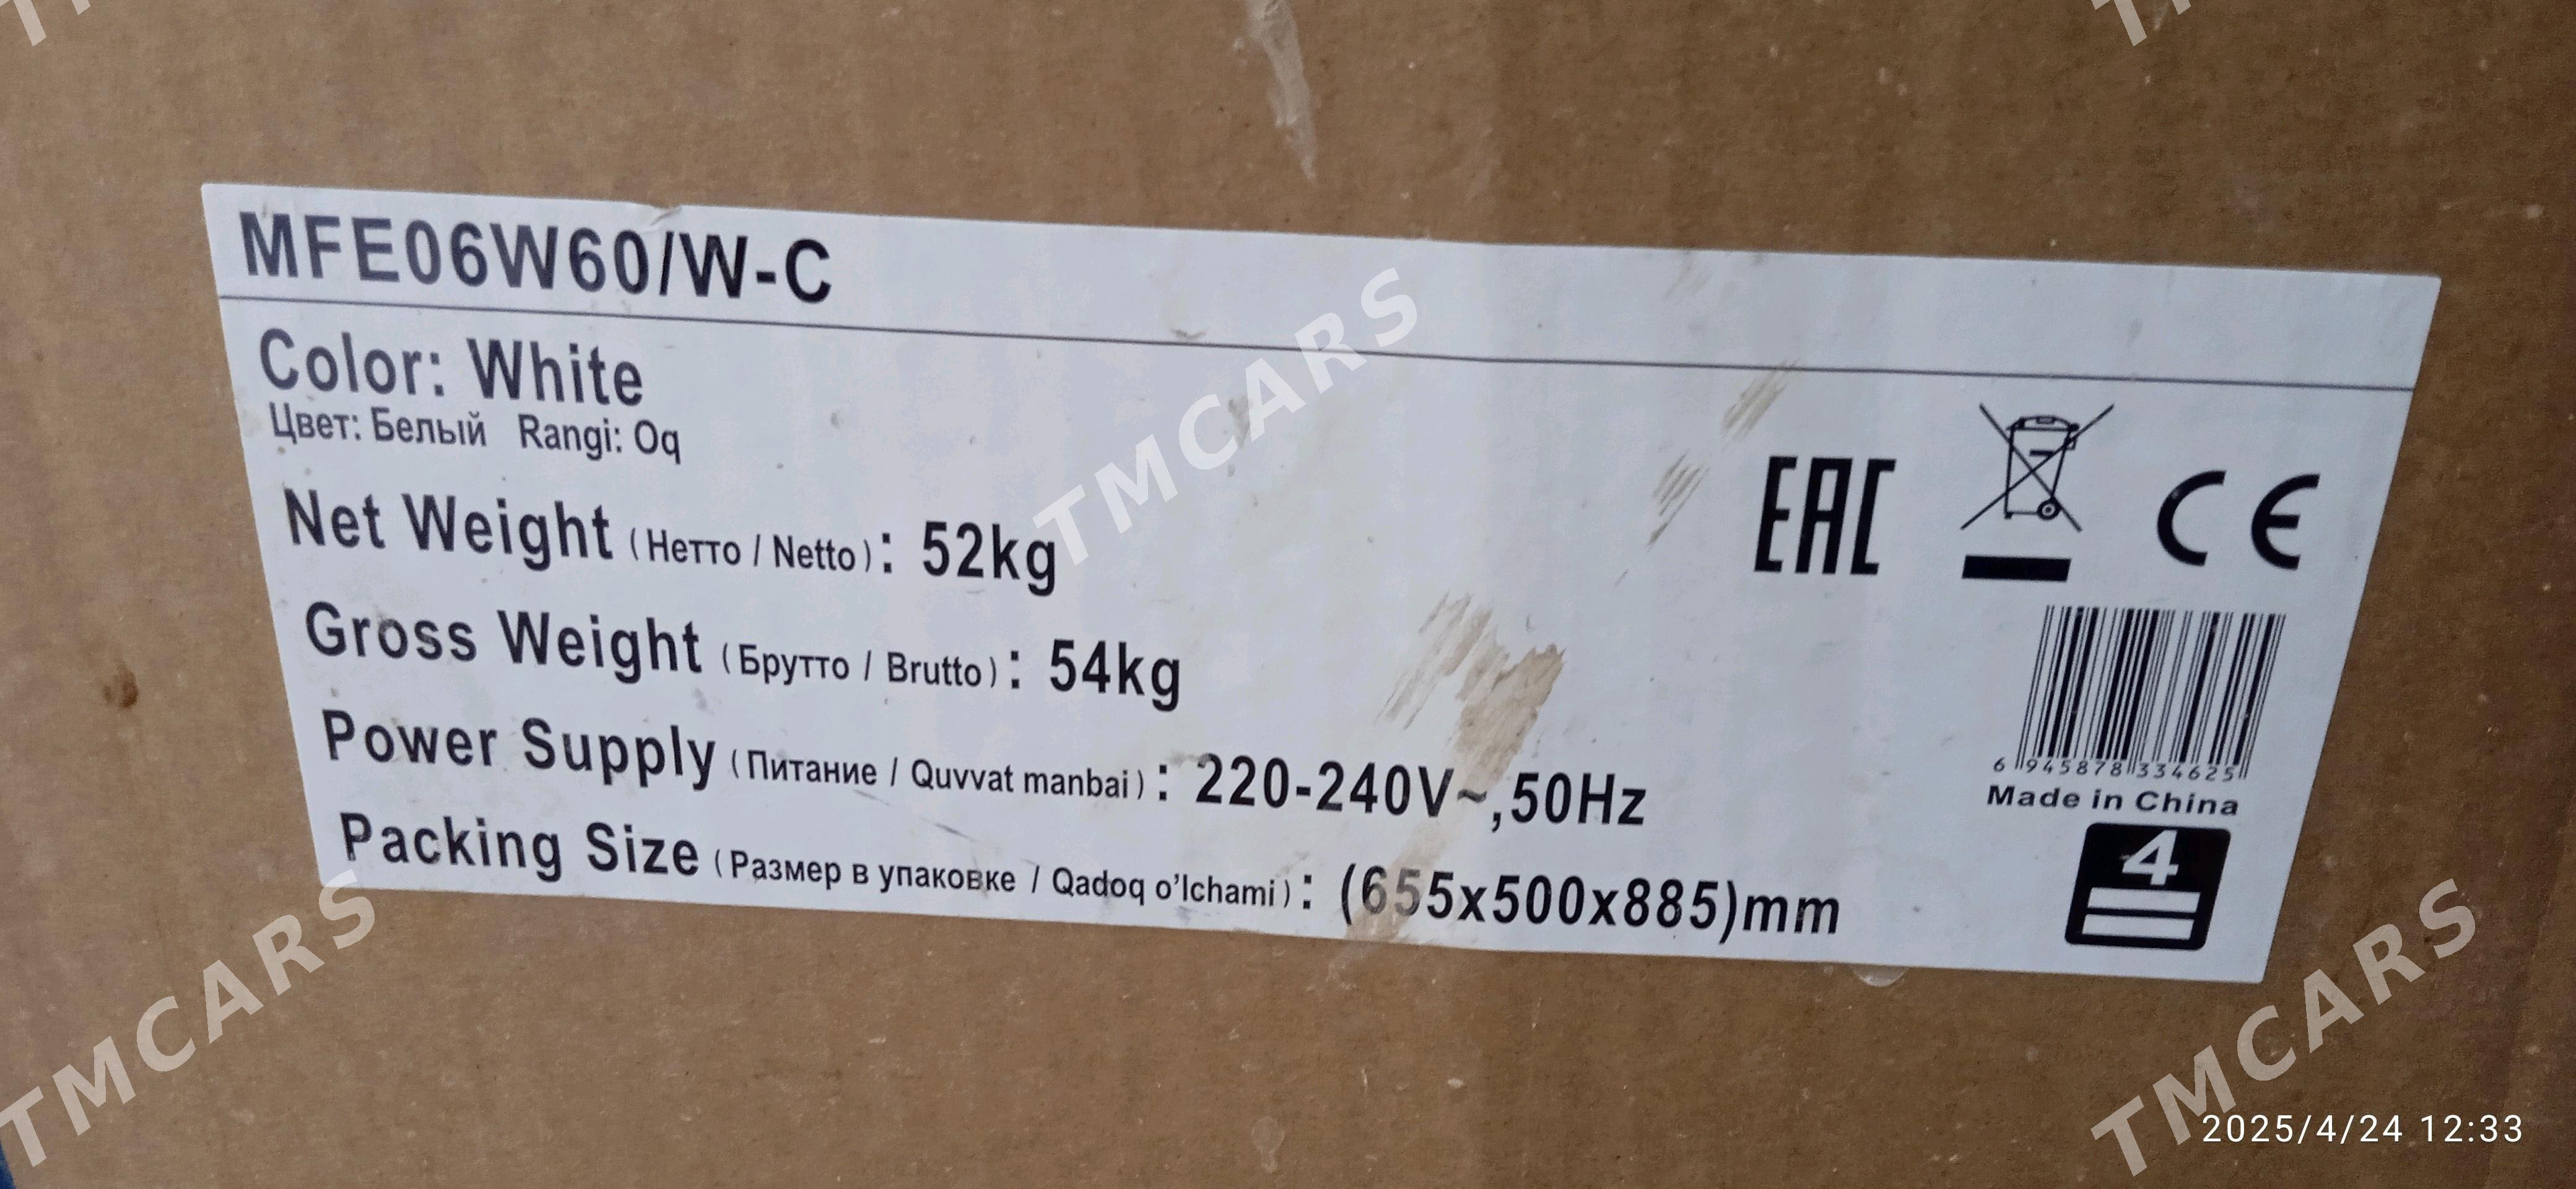 MFE06W60/W-C
Color: White
Цвет: Белый Rangi: Oq
Net Weight (Нетто / Netto) : 52kg
Gross Weight (Брутто / Brutto) : 54kg
Power Supply (Питание / Quvvat manbai) : 220-240V~,50Hz
Packing Size (Размер в упаковке / Qadoq o'lchami) : (655x500x885)mm
EAC
CE
6 945878 334625
Made in China
4
TMCARS
TMCARS
TMCARS
2025/4/24 12:33